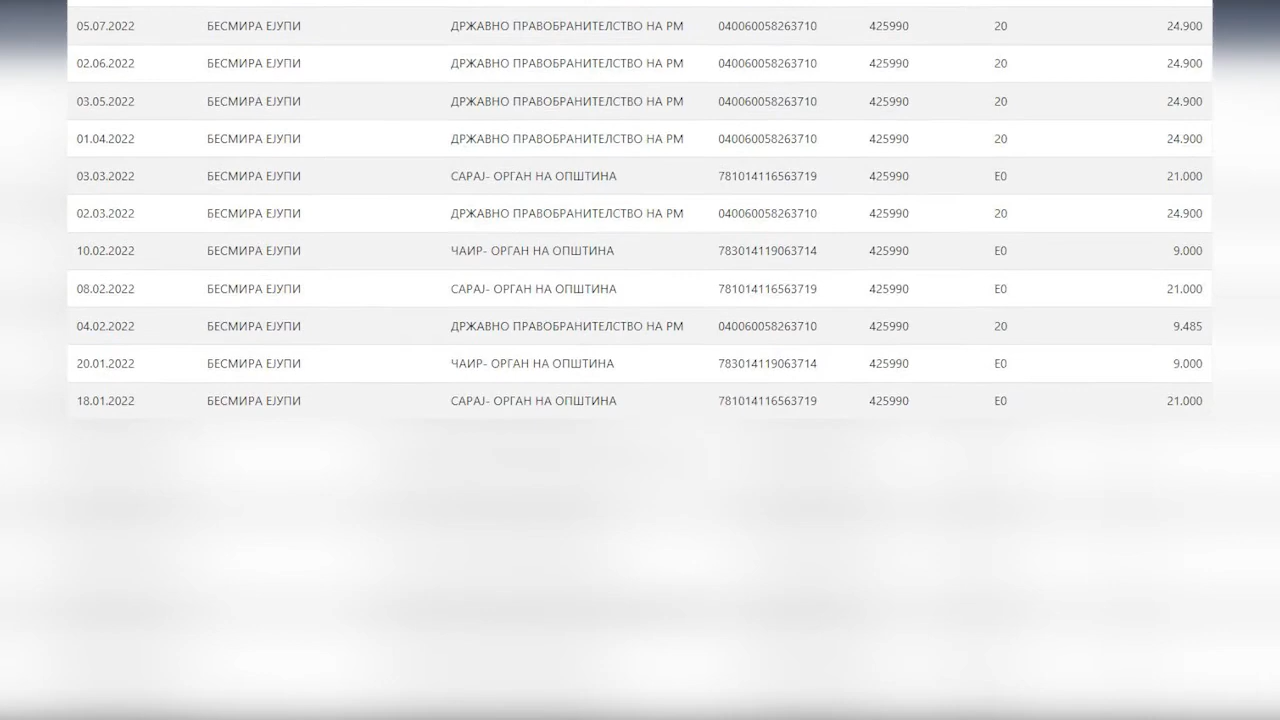 05.07.2022 БЕСМИРА ЕЈУПИ ДРЖАВНО ПРАВОБРАНИТЕЛСТВО НА РМ 040060058263710 425990 20 24.900
02.06.2022 БЕСМИРА ЕЈУПИ ДРЖАВНО ПРАВОБРАНИТЕЛСТВО НА РМ 040060058263710 425990 20 24.900
03.05.2022 БЕСМИРА ЕЈУПИ ДРЖАВНО ПРАВОБРАНИТЕЛСТВО НА РМ 040060058263710 425990 20 24.900
01.04.2022 БЕСМИРА ЕЈУПИ ДРЖАВНО ПРАВОБРАНИТЕЛСТВО НА РМ 040060058263710 425990 20 24.900
03.03.2022 БЕСМИРА ЕЈУПИ САРАЈ- ОРГАН НА ОПШТИНА 781014116563719 425990 Е0 21.000
02.03.2022 БЕСМИРА ЕЈУПИ ДРЖАВНО ПРАВОБРАНИТЕЛСТВО НА РМ 040060058263710 425990 20 24.900
10.02.2022 БЕСМИРА ЕЈУПИ ЧАИР- ОРГАН НА ОПШТИНА 783014119063714 425990 Е0 9.000
08.02.2022 БЕСМИРА ЕЈУПИ САРАЈ- ОРГАН НА ОПШТИНА 781014116563719 425990 Е0 21.000
04.02.2022 БЕСМИРА ЕЈУПИ ДРЖАВНО ПРАВОБРАНИТЕЛСТВО НА РМ 040060058263710 425990 20 9.485
20.01.2022 БЕСМИРА ЕЈУПИ ЧАИР- ОРГАН НА ОПШТИНА 783014119063714 425990 Е0 9.000
18.01.2022 БЕСМИРА ЕЈУПИ САРАЈ- ОРГАН НА ОПШТИНА 781014116563719 425990 Е0 21.000